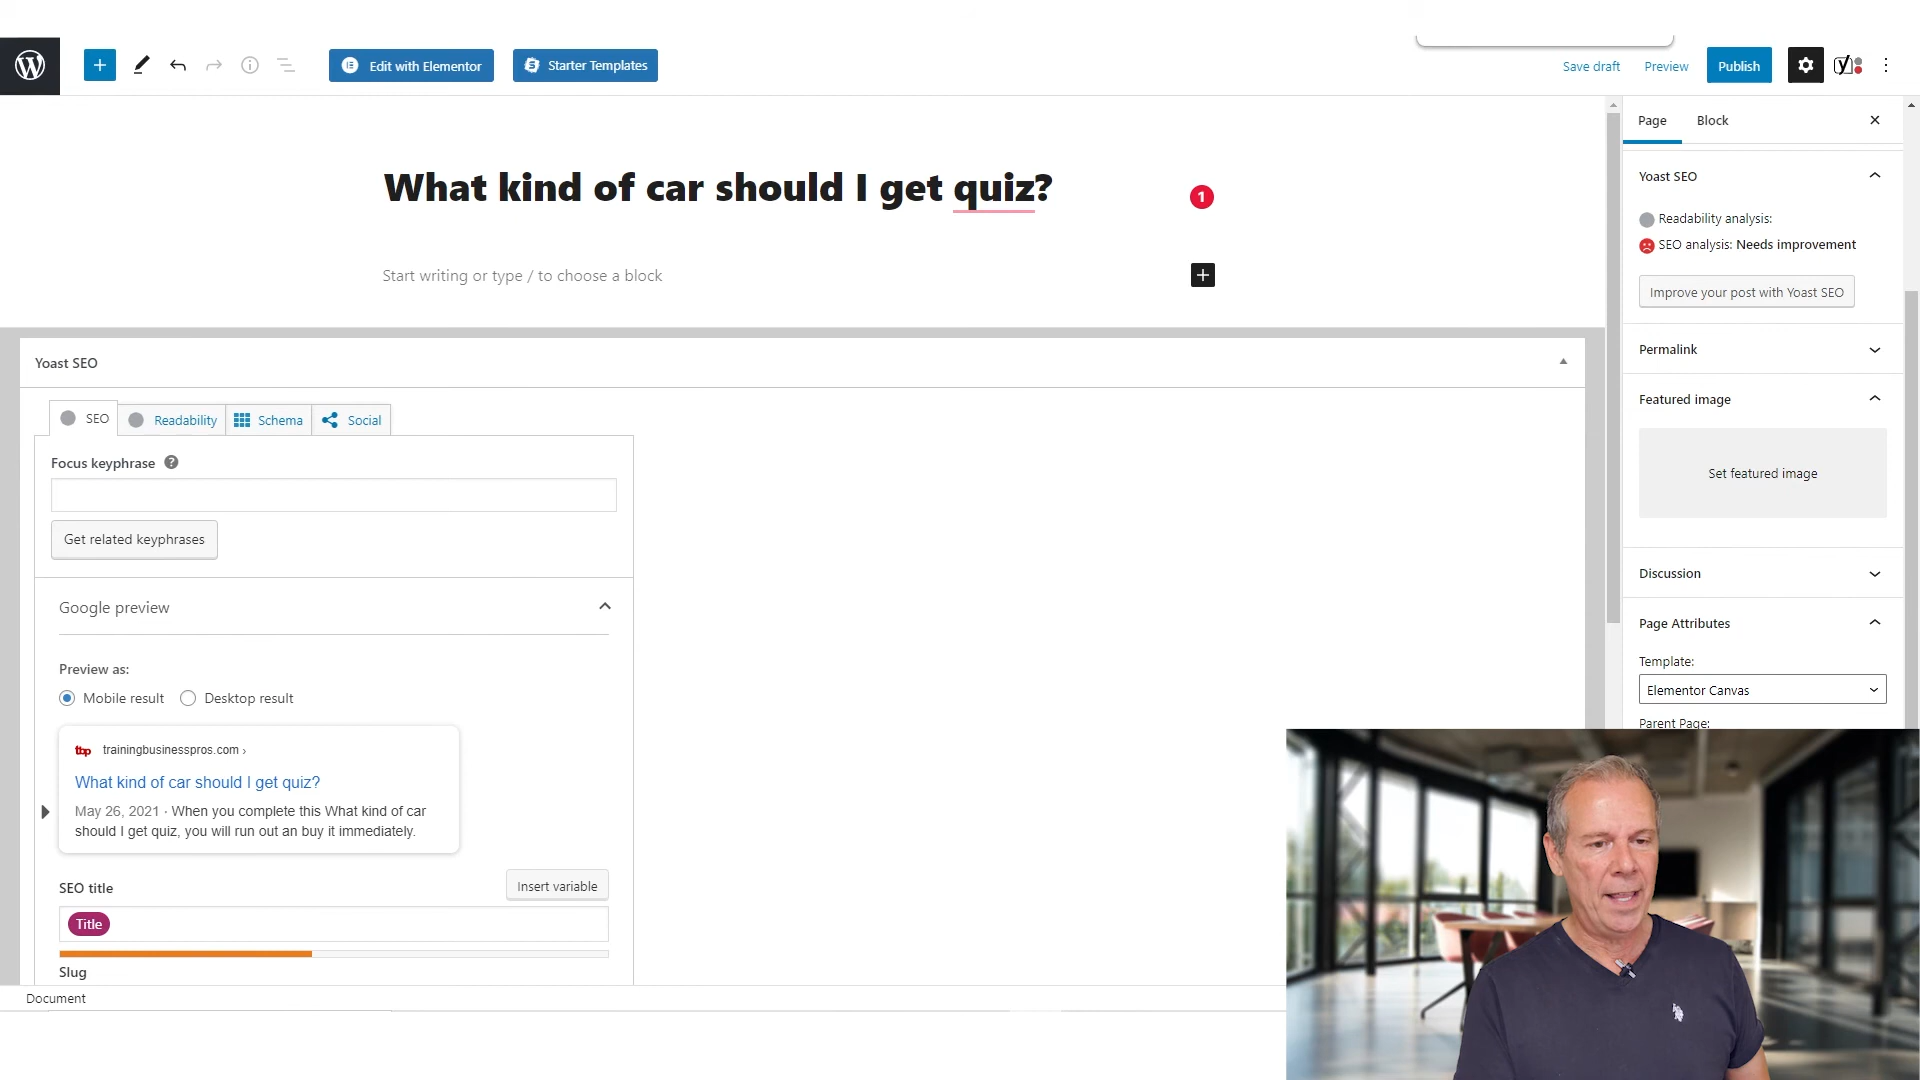 Edit with Elementor
Starter Templates
Save draft
Preview
Publish
Page
Block
What kind of car should I get quiz?
1
Start writing or type / to choose a block
Yoast SEO
Readability analysis:
SEO analysis: Needs improvement
Improve your post with Yoast SEO
Permalink
Featured image
Set featured image
Discussion
Page Attributes
Template:
Elementor Canvas
Parent Page:
Yoast SEO
SEO
Readability
Schema
Social
Focus keyphrase
Get related keyphrases
Google preview
Preview as:
Mobile result
Desktop result
tbp
trainingbusinesspros.com ›
What kind of car should I get quiz?
May 26, 2021 · When you complete this What kind of car
should I get quiz, you will run out an buy it immediately.
SEO title
Insert variable
Title
Slug
Document